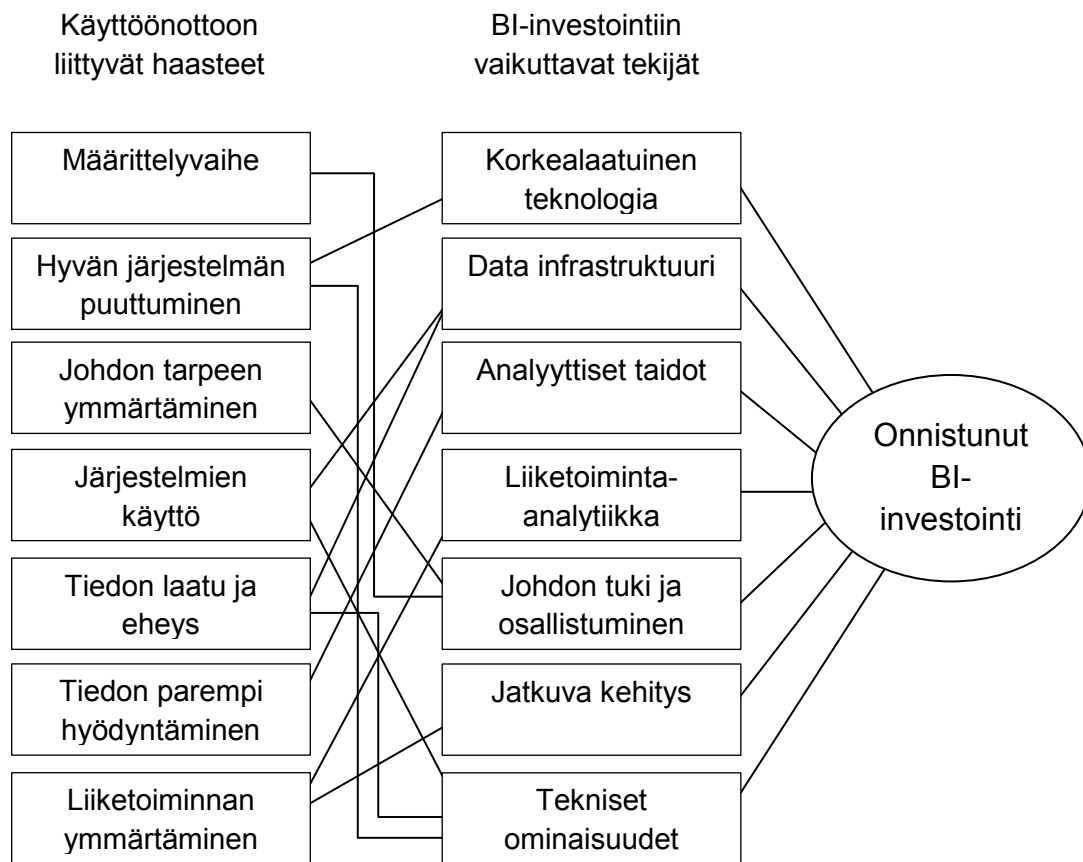 Käyttöönottoon
liittyvät haasteet
BI-investointiin
vaikuttavat tekijät
Määrittelyvaihe
Hyvän järjestelmän
puuttuminen
Johdon tarpeen
ymmärtäminen
Järjestelmien
käyttö
Tiedon laatu ja
eheys
Tiedon parempi
hyödyntäminen
Liiketoiminnan
ymmärtäminen
Korkealaatuinen
teknologia
Data infrastruktuuri
Analyyttiset taidot
Liiketoiminta-
analytiikka
Johdon tuki ja
osallistuminen
Jatkuva kehitys
Tekniset
ominaisuudet
Onnistunut
BI-
investointi